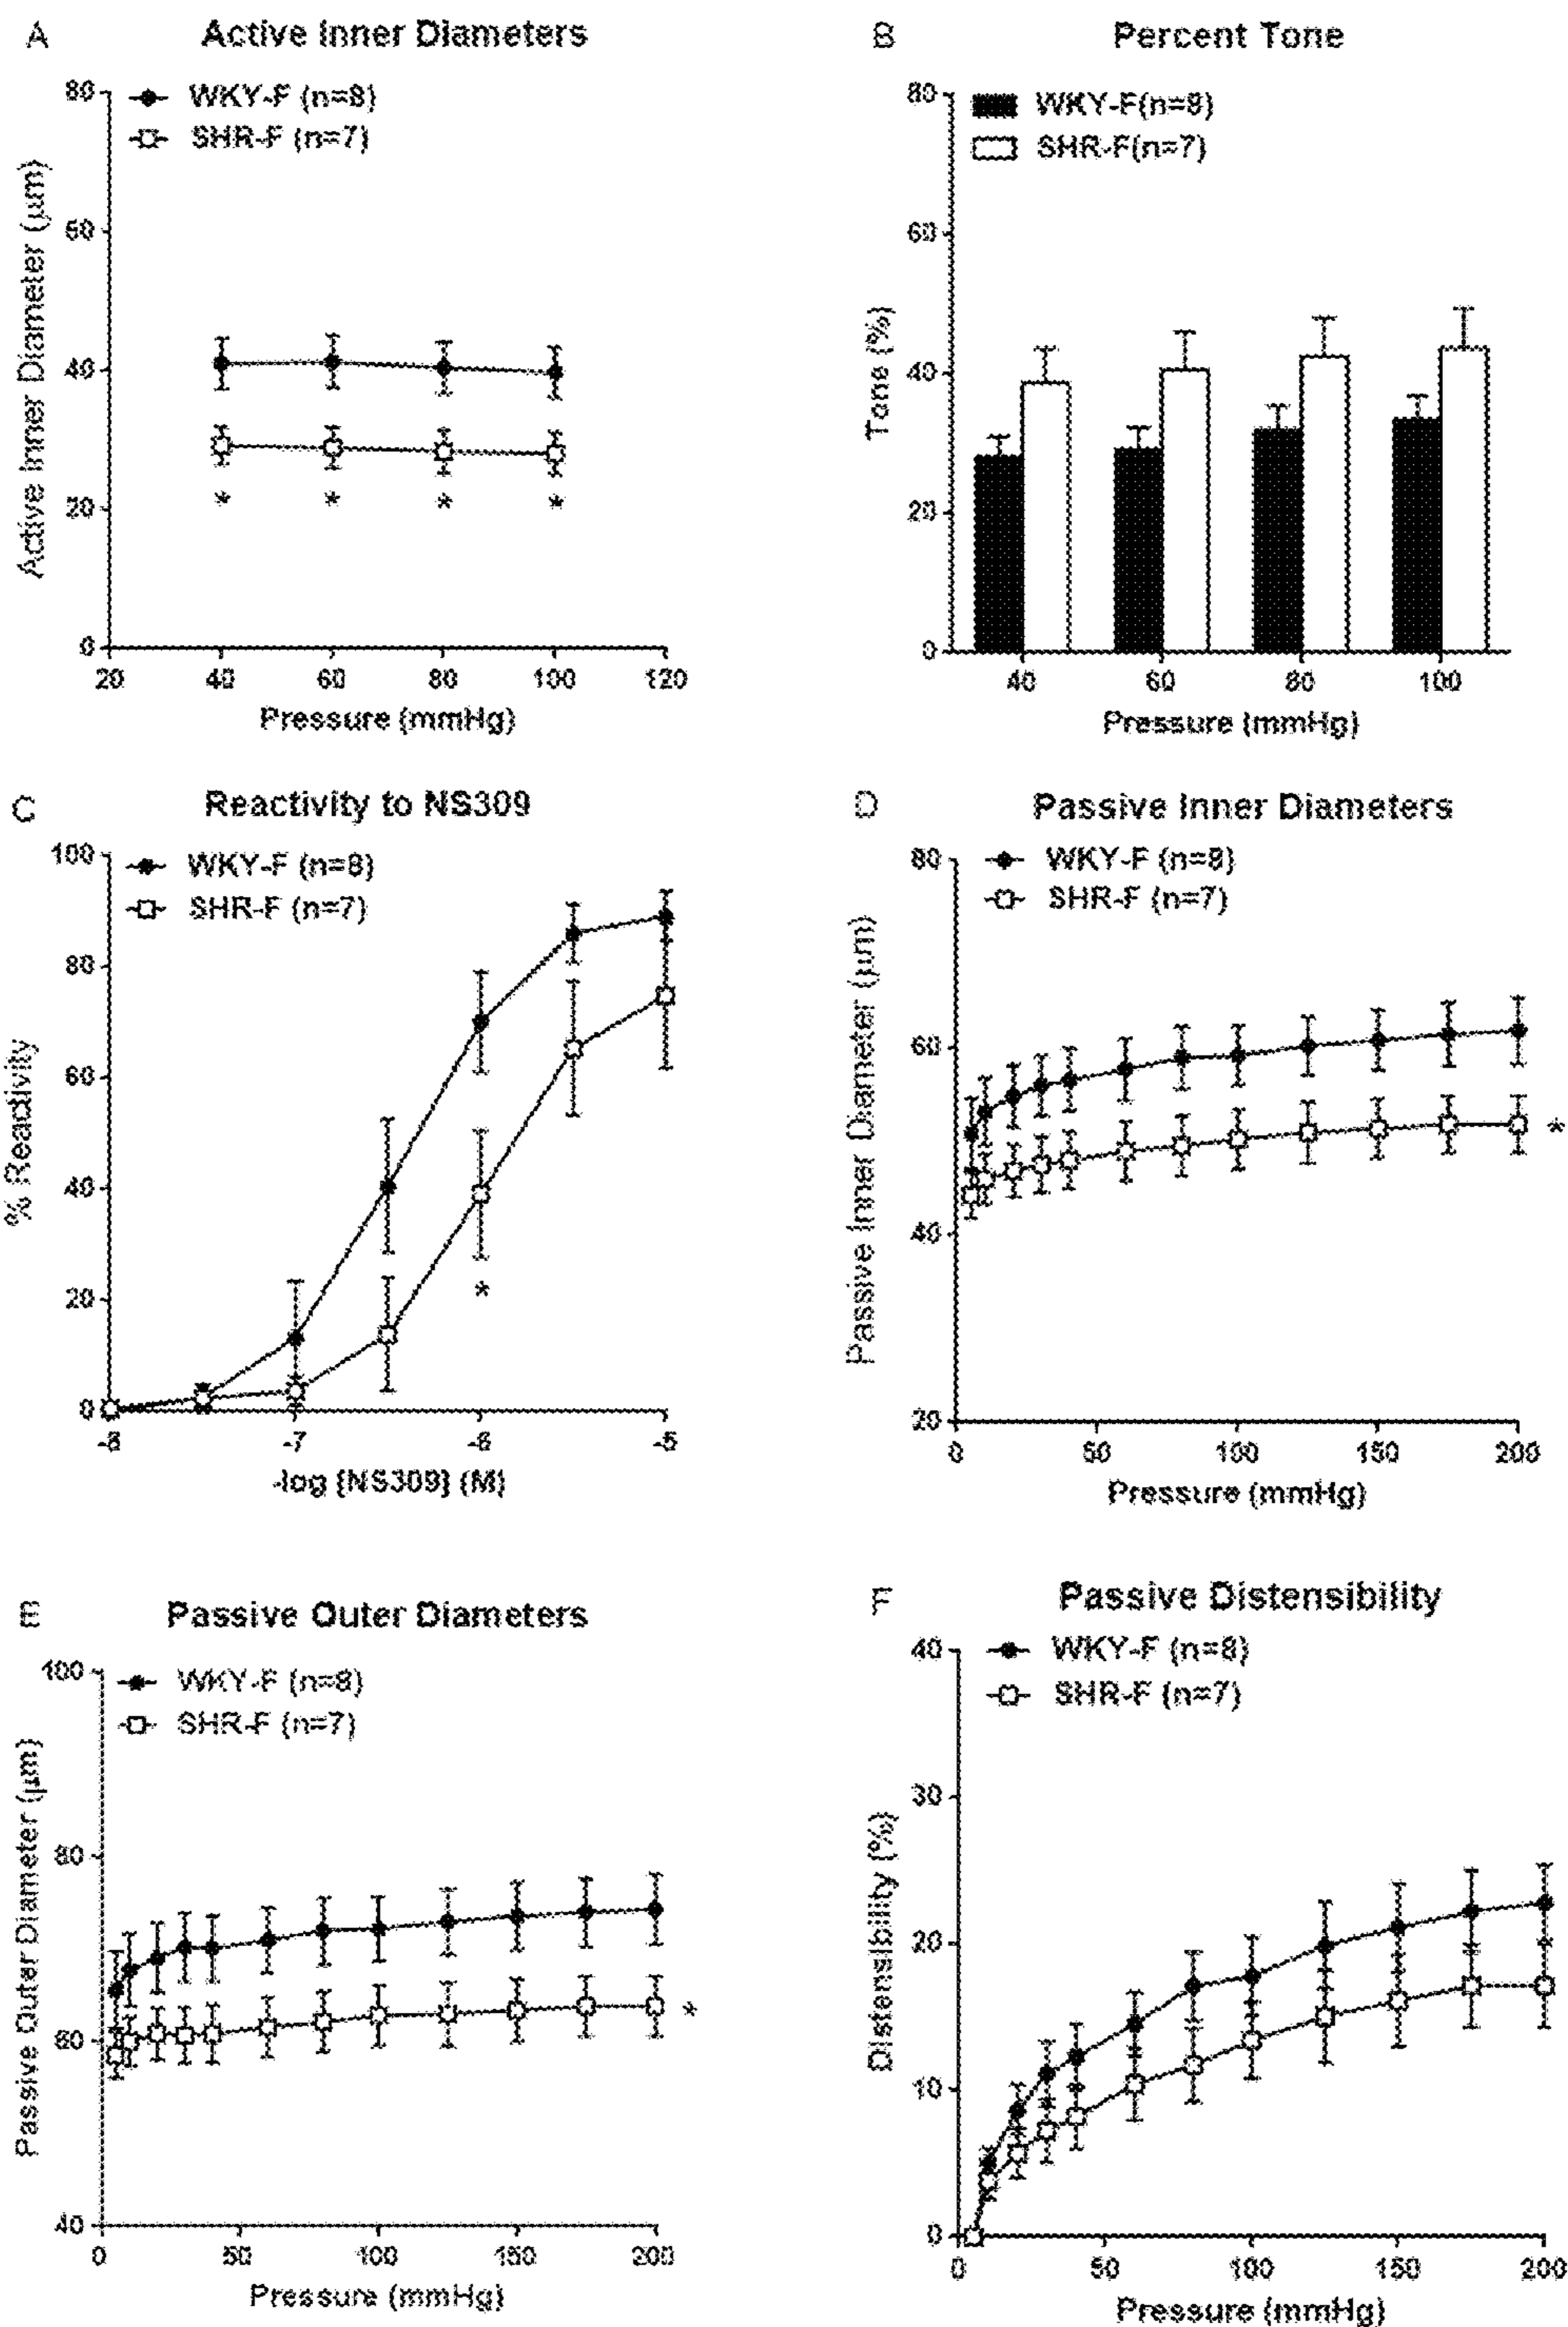 A
Active Inner Diameters
WKY-F (n=8)
SHR-F (n=7)
Active Inner Diameter (µm)
80
60
40
20
0
20 40 60 80 100 120
* * * *
Pressure (mmHg)
B
Percent Tone
WKY-F(n=8)
SHR-F(n=7)
Tone (%)
80
60
40
20
0
40 60 80 100
Pressure (mmHg)
C
Reactivity to NS309
WKY-F (n=8)
SHR-F (n=7)
% Reactivity
100
80
60
40
20
0
*
-8 -7 -6 -5
-log [NS309] (M)
D
Passive Inner Diameters
WKY-F (n=8)
SHR-F (n=7)
Passive Inner Diameter (µm)
80
60
40
20
*
0 50 100 150 200
Pressure (mmHg)
E
Passive Outer Diameters
WKY-F (n=8)
SHR-F (n=7)
Passive Outer Diameter (µm)
100
80
60
40
*
0 50 100 150 200
Pressure (mmHg)
F
Passive Distensibility
WKY-F (n=8)
SHR-F (n=7)
Distensibility (%)
40
30
20
10
0
0 50 100 150 200
Pressure (mmHg)